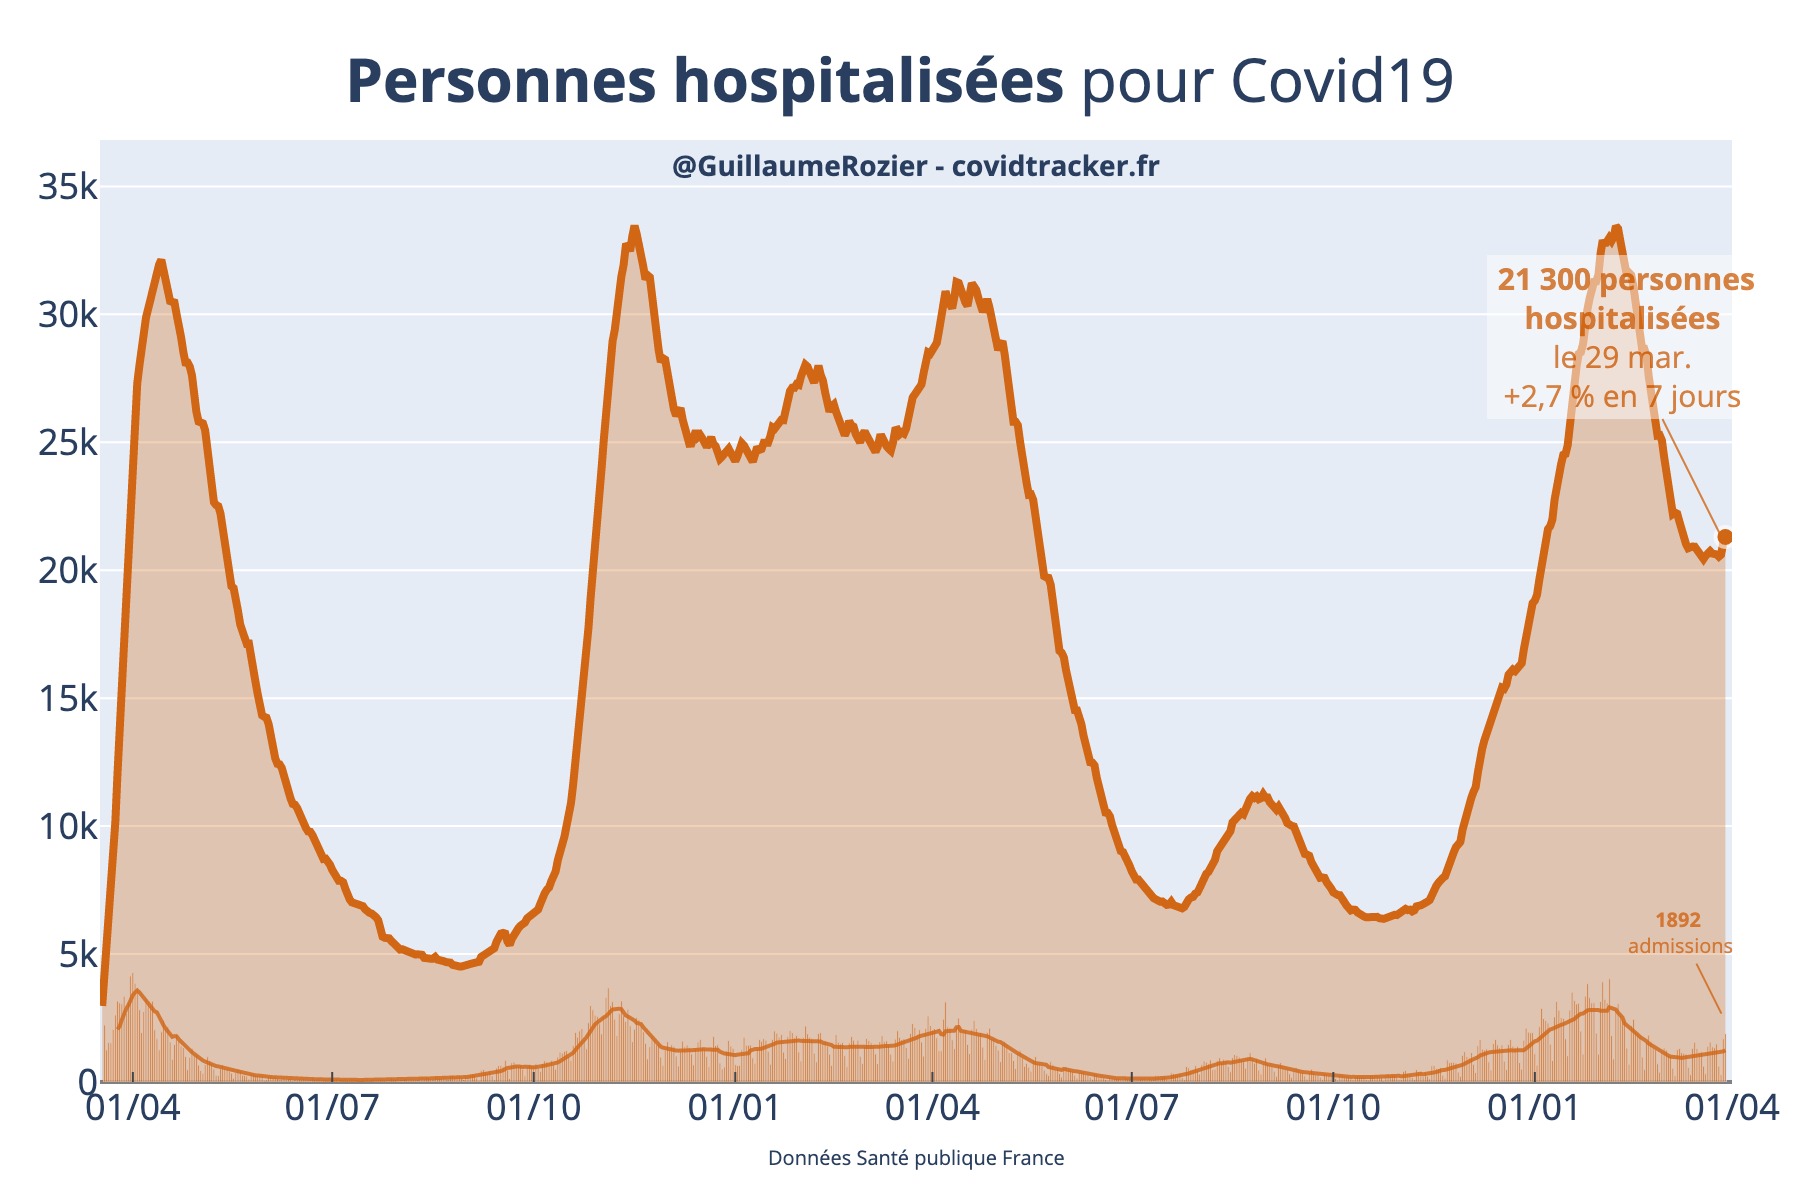 Personnes hospitalisées pour Covid19
@GuillaumeRozier - covidtracker.fr
35k
30k
25k
20k
15k
10k
5k
0
21 300 personnes
hospitalisées
le 29 mar.
+2,7 % en 7 jours
1892
admissions
01/04
01/07
01/10
01/01
01/04
01/07
01/10
01/01
01/04
Données Santé publique France